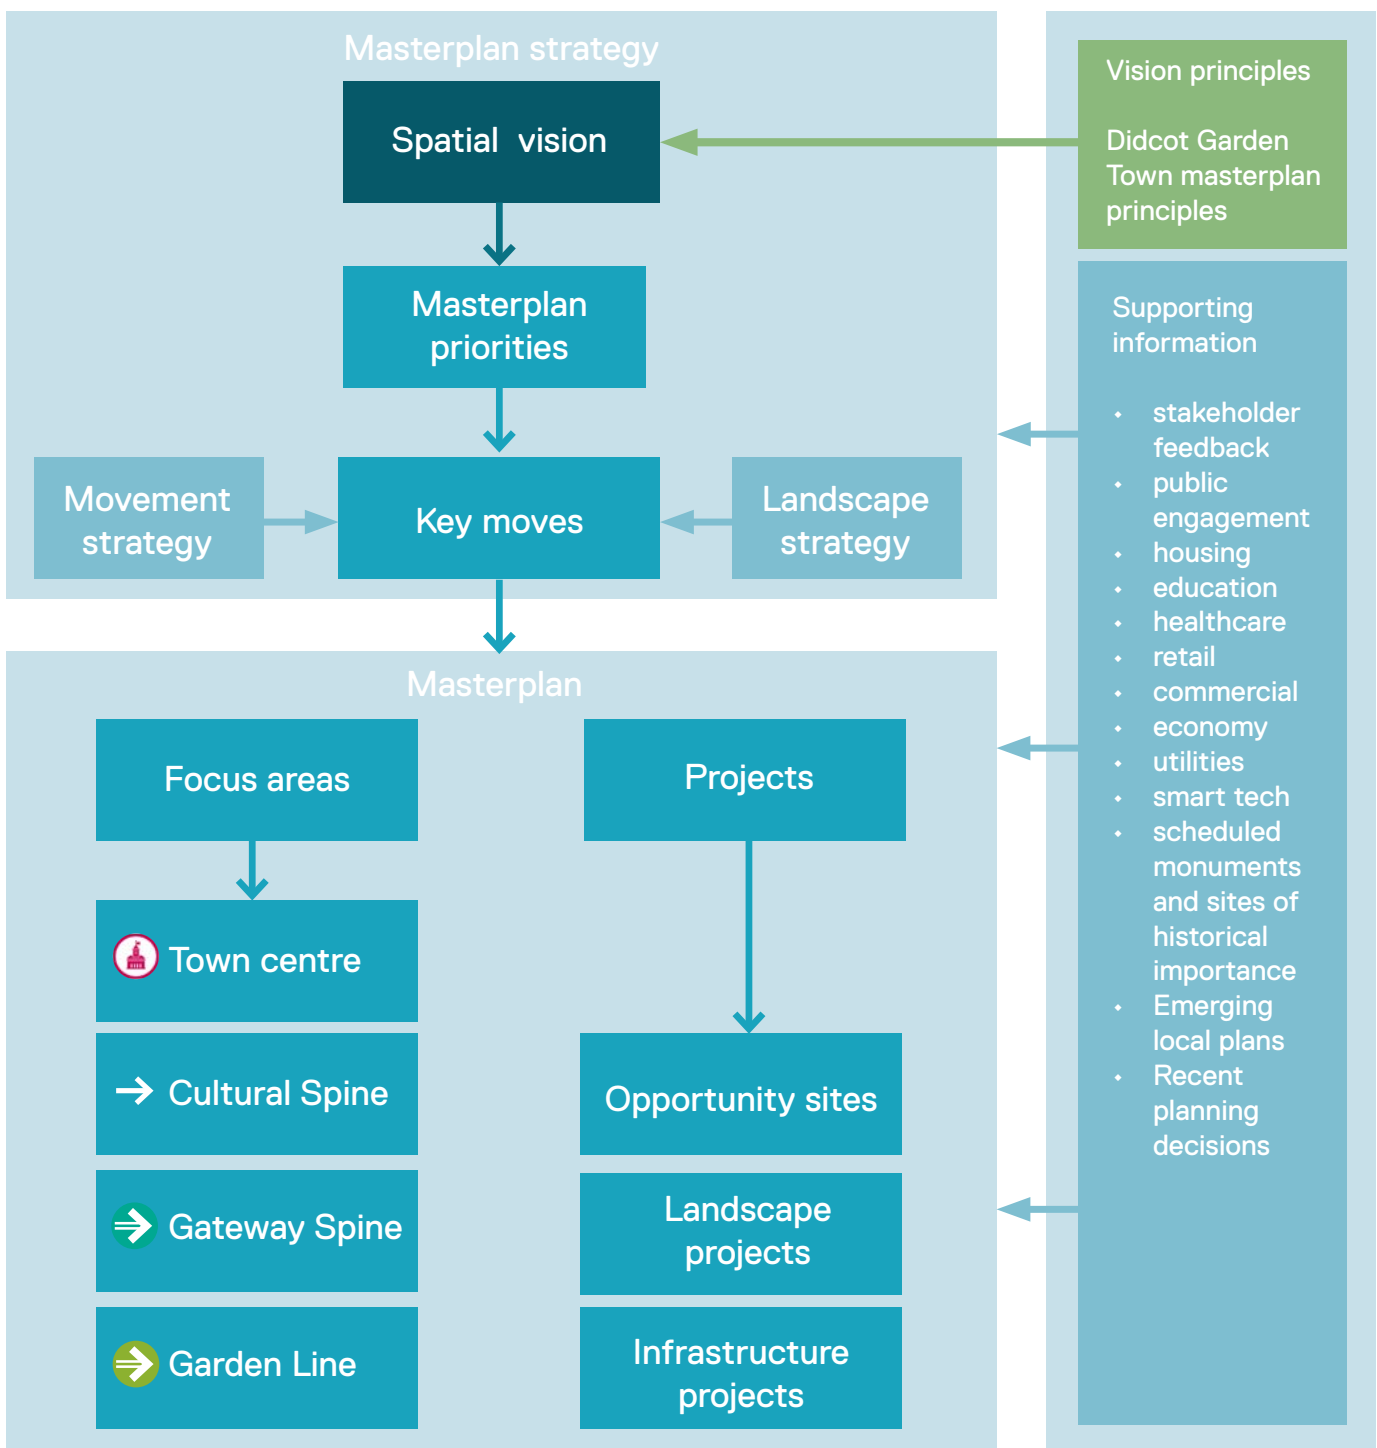 Masterplan strategy
Spatial vision
Masterplan
priorities
Movement
strategy
Key moves
Landscape
strategy
Masterplan
Focus areas
Town centre
Cultural Spine
Gateway Spine
Garden Line
Projects
Opportunity sites
Landscape
projects
Infrastructure
projects
Vision principles
Didcot Garden
Town masterplan
principles
Supporting
information
• stakeholder
feedback
• public
engagement
• housing
• education
• healthcare
• retail
• commercial
• economy
• utilities
• smart tech
• scheduled
monuments
and sites of
historical
importance
• Emerging
local plans
• Recent
planning
decisions